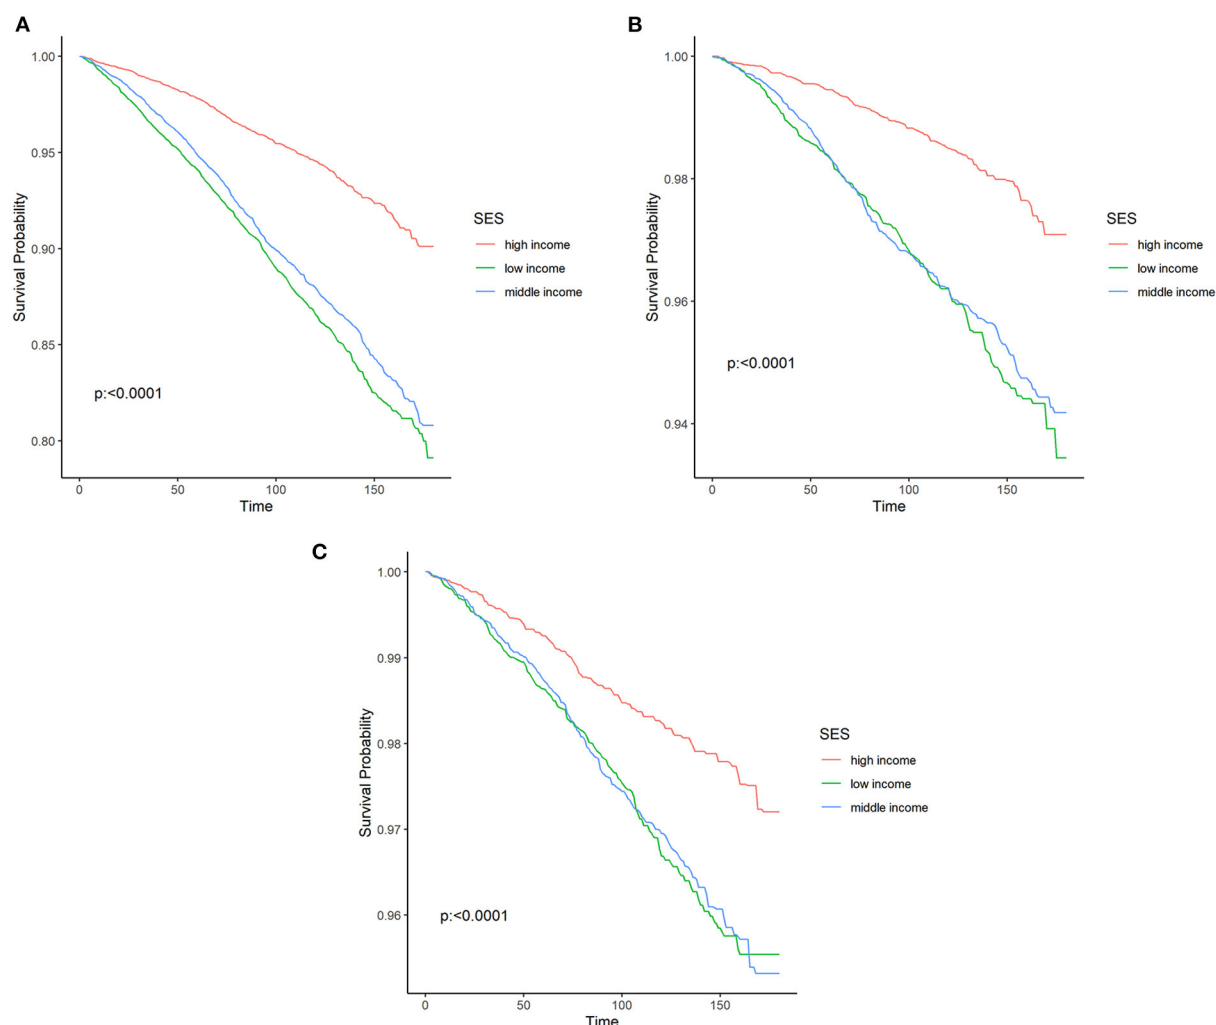 A
1.00
0.95
0.90
0.85
0.80
Survival Probability
p:<0.0001
0 50 100 150
Time
SES
high income
low income
middle income
B
1.00
0.98
0.96
0.94
Survival Probability
p:<0.0001
0 50 100 150
Time
SES
high income
low income
middle income
C
1.00
0.99
0.98
0.97
0.96
Survival Probability
p:<0.0001
0 50 100 150
Time
SES
high income
low income
middle income